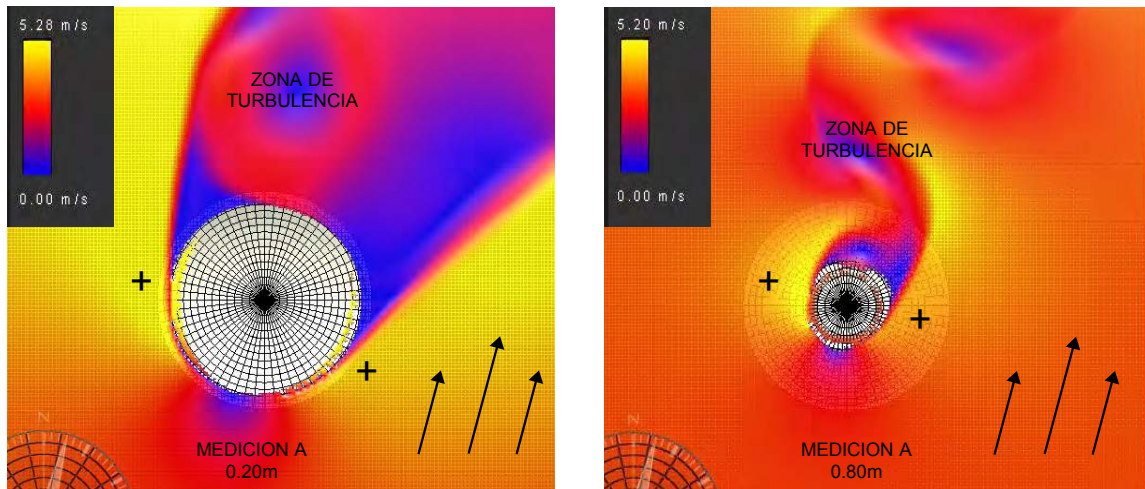 5.28 m/s
0.00 m/s
ZONA DE
TURBULENCIA
+
+
MEDICION A
0.20m
N
5.20 m/s
0.00 m/s
ZONA DE
TURBULENCIA
+
+
MEDICION A
0.80m
N